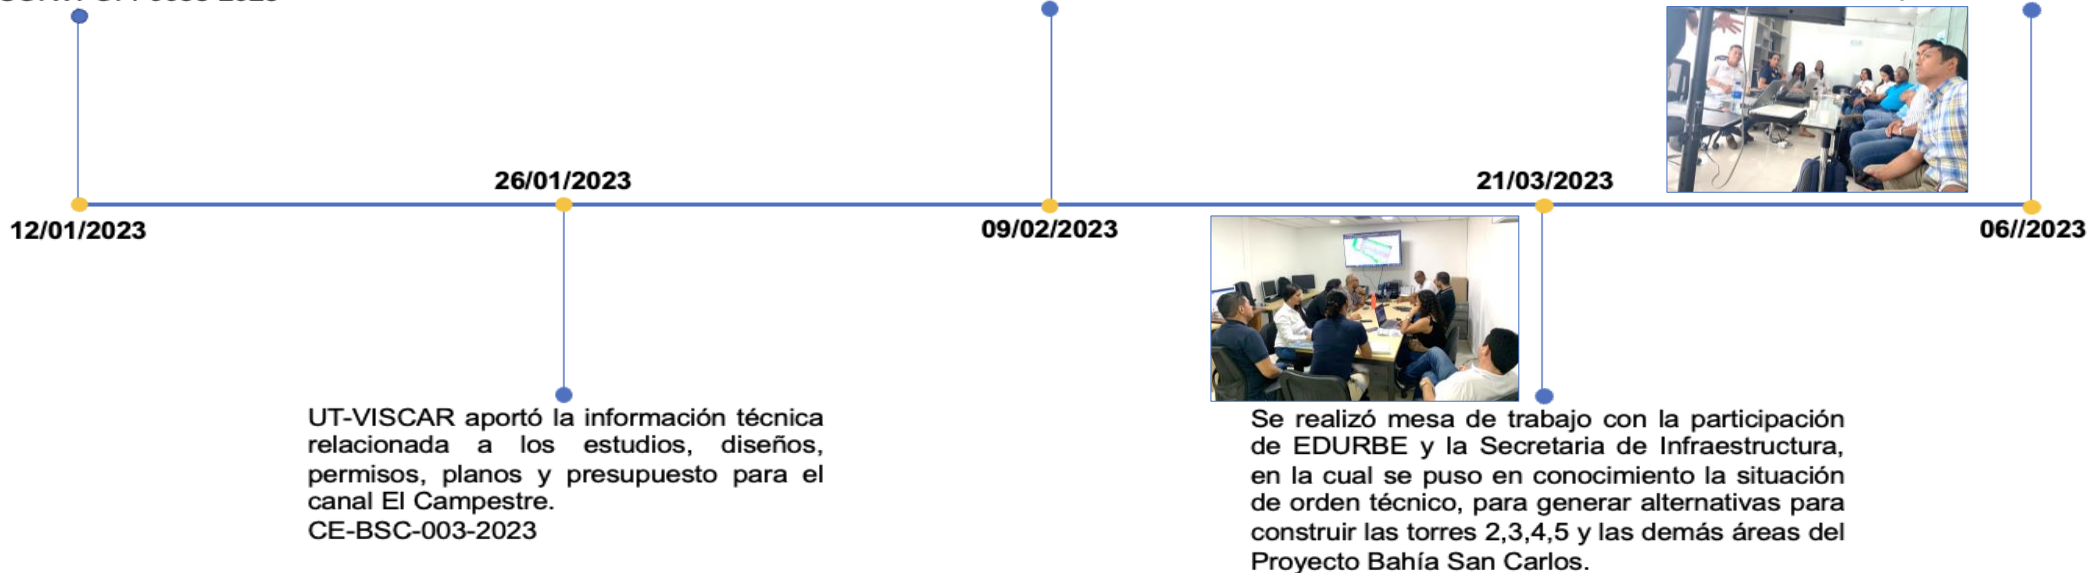 26/01/2023
21/03/2023
12/01/2023
09/02/2023
06//2023
UT-VISCAR aportó la información técnica
relacionada a los estudios, diseños,
permisos, planos y presupuesto para el
canal El Campestre.
CE-BSC-003-2023
Se realizó mesa de trabajo con la participación
de EDURBE y la Secretaria de Infraestructura,
en la cual se puso en conocimiento la situación
de orden técnico, para generar alternativas para
construir las torres 2,3,4,5 y las demás áreas del
Proyecto Bahía San Carlos.